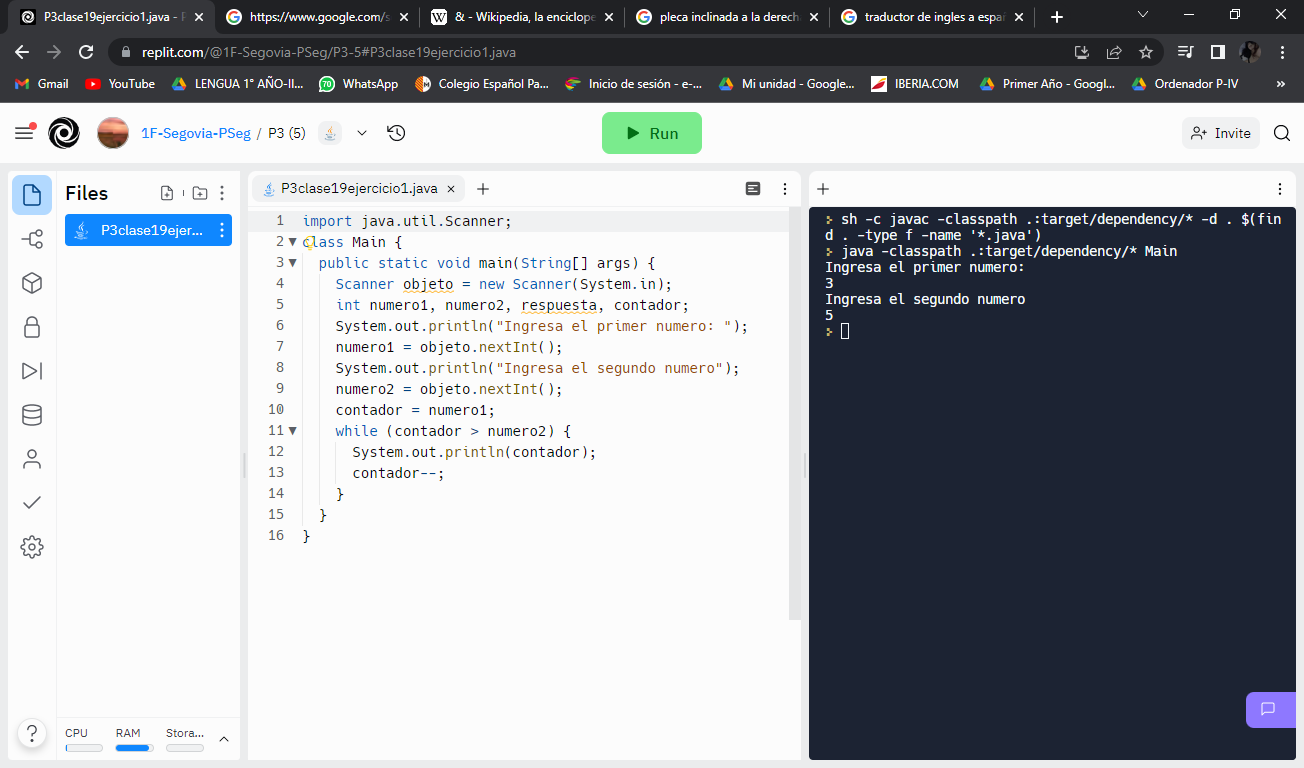 P3clase19ejercicio1.java - P
https://www.google.com/s
& - Wikipedia, la enciclope
pleca inclinada a la derech
traductor de ingles a espa
replit.com/@1F-Segovia-PSeg/P3-5#P3clase19ejercicio1.java
Gmail
YouTube
LENGUA 1° AÑO-II...
70
WhatsApp
Colegio Español Pa...
Inicio de sesión - e-...
Mi unidad - Google...
IBERIA.COM
Primer Año - Googl...
Ordenador P-IV
»
1F-Segovia-PSeg / P3 (5)
Run
Invite
Files
P3clase19ejer...
P3clase19ejercicio1.java
1 import java.util.Scanner;
2 class Main {
3 public static void main(String[] args) {
4 Scanner objeto = new Scanner(System.in);
5 int numero1, numero2, respuesta, contador;
6 System.out.println("Ingresa el primer numero: ");
7 numero1 = objeto.nextInt();
8 System.out.println("Ingresa el segundo numero");
9 numero2 = objeto.nextInt();
10 contador = numero1;
11 while (contador > numero2) {
12 System.out.println(contador);
13 contador--;
14 }
15 }
16 }
sh -c javac -classpath .:target/dependency/* -d . $(fin
d . -type f -name '*.java')
java -classpath .:target/dependency/* Main
Ingresa el primer numero:
3
Ingresa el segundo numero
5
?
CPU
RAM
Stora...